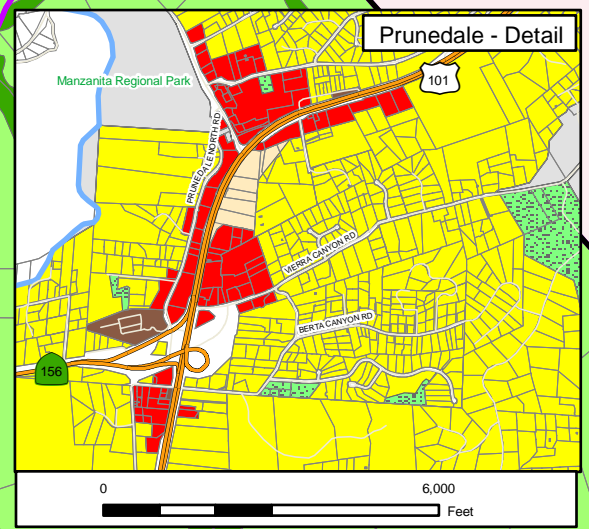 Prunedale - Detail
Manzanita Regional Park
101
PRUNEDALE NORTH RD
VIERRA CANYON RD
BERTA CANYON RD
156
0 6,000
Feet